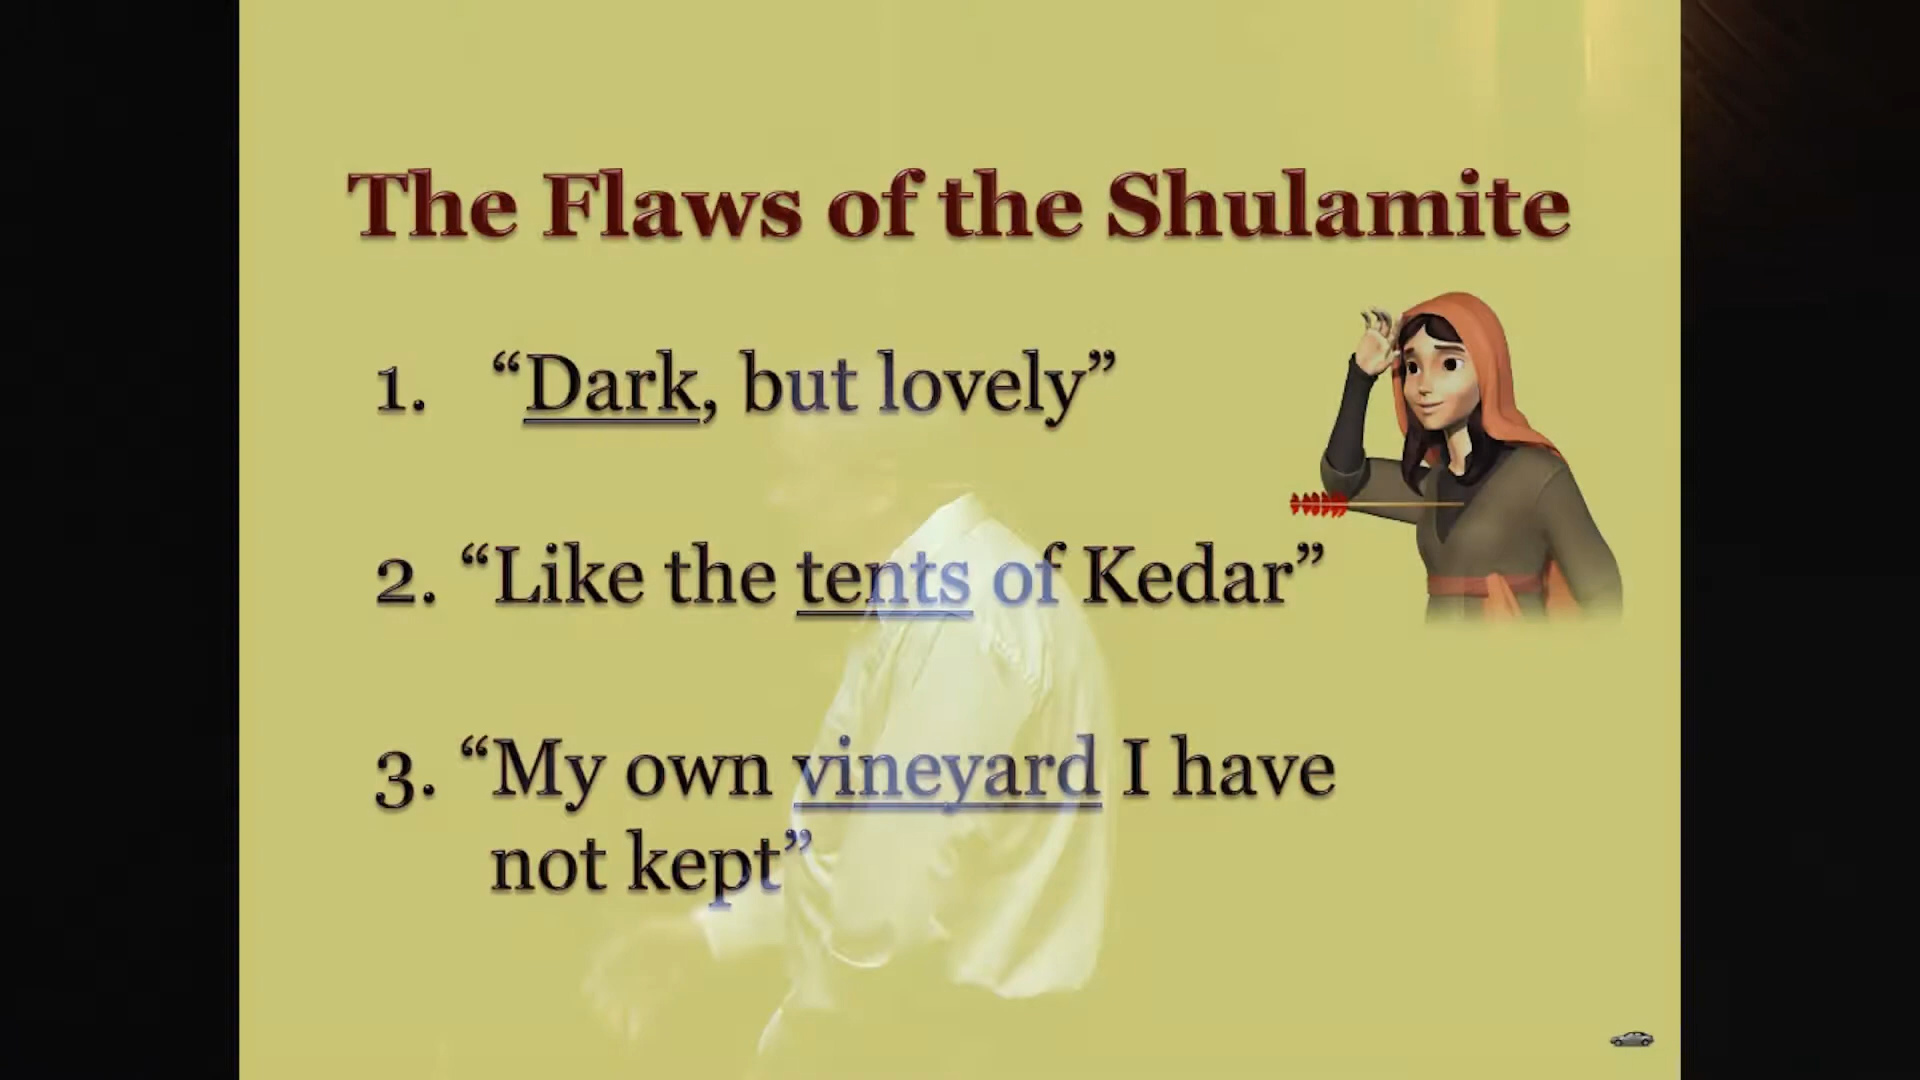 The Flaws of the Shulamite
1. “Dark, but lovely”
2. “Like the tents of Kedar”
3. “My own vineyard I have
not kept”